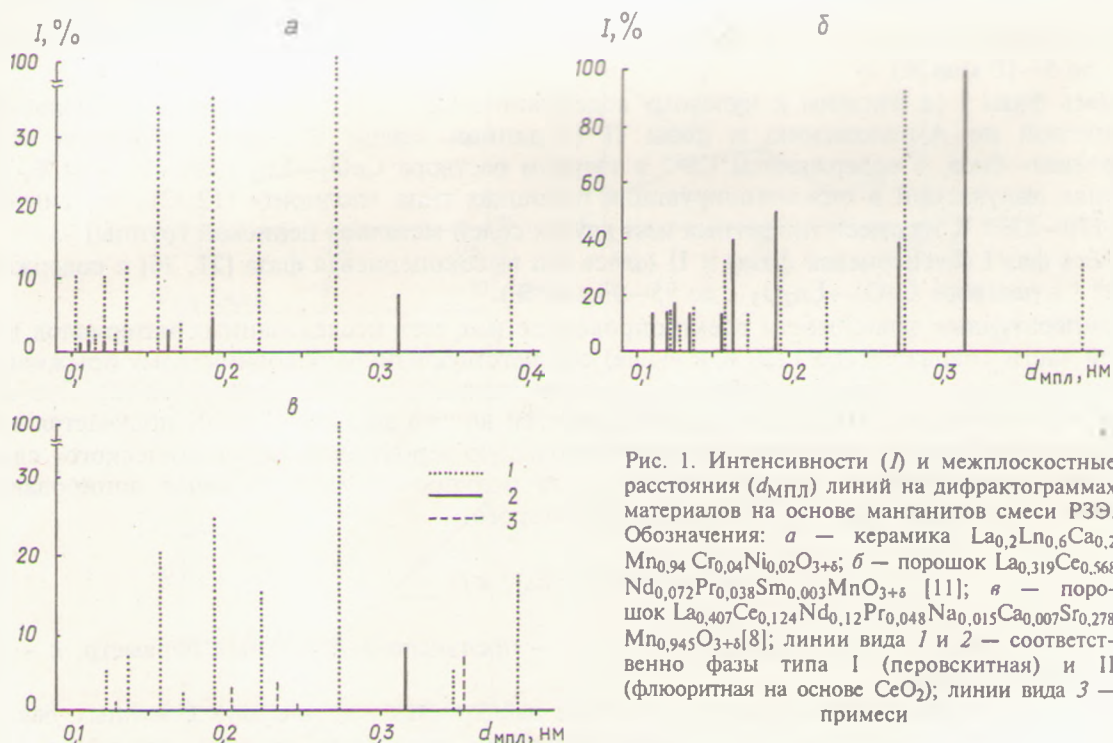 I, %
а
100
30
20
10
0
0,1
0,2
0,3
0,4
I, %
б
100
80
60
40
20
0
0,1
0,2
0,3
dмпл, нм
в
100
30
20
10
0
0,1
0,2
0,3
dмпл, нм
1
2
3
Рис. 1. Интенсивности (I) и межплоскостные
расстояния (dМПЛ) линий на дифрактограммах
материалов на основе манганитов смеси РЗЭ.
Обозначения: а — керамика La0,2Ln0,6Ca0,2
Mn0,94 Cr0,04Ni0,02O3+δ; б — порошок La0,319Ce0,568
Nd0,072Pr0,038Sm0,003MnO3+δ [11]; в — поро-
шок La0,407Ce0,124Nd0,12Pr0,048Na0,015Ca0,007Sr0,278
Mn0,945O3+δ[8]; линии вида 1 и 2 — соответст-
венно фазы типа I (перовскитная) и II
(флюоритная на основе CeO2); линии вида 3 —
примеси